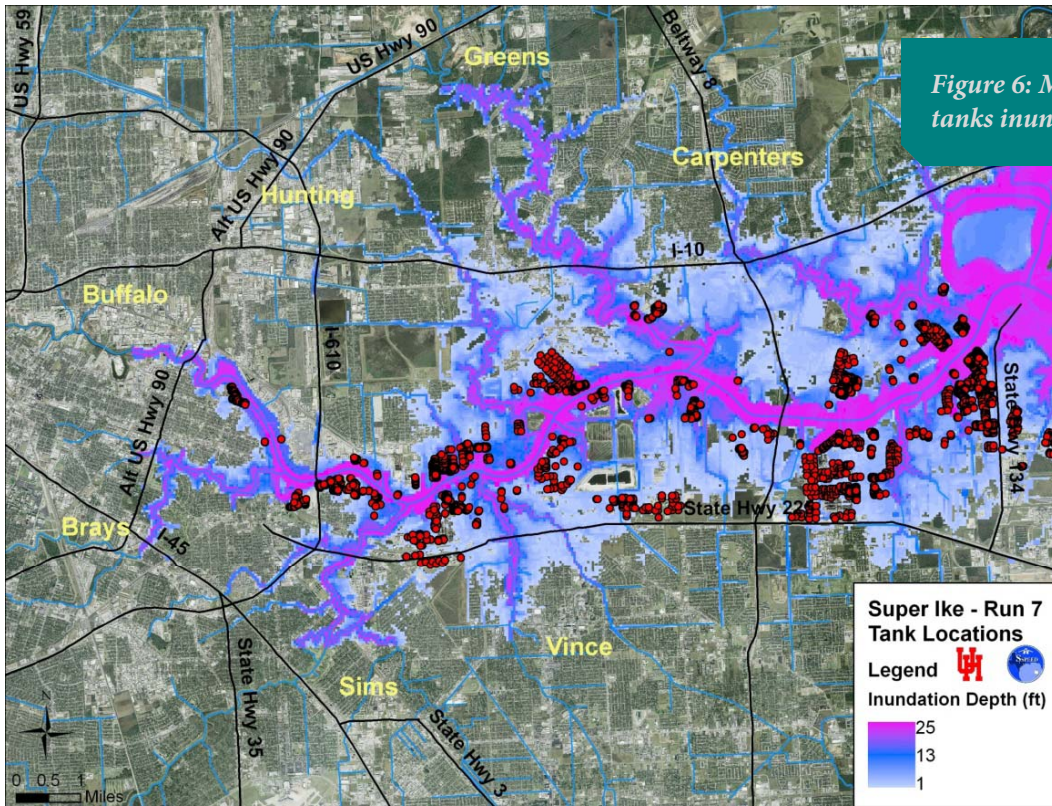 US Hwy 59
US Hwy 90
Greens
Beltway 8
Figure 6: M
tanks inun
Alt US Hwy 90
Hunting
Carpenters
I-10
Buffalo
I-610
Alt US Hwy 90
State Hwy 134
State Hwy 225
Brays
I-45
Vince
Sims
State Hwy 35
State Hwy 3
N
0 0.5 1
Miles
Super Ike - Run 7
Tank Locations
Legend UH SSPEED
Inundation Depth (ft)
25
13
1